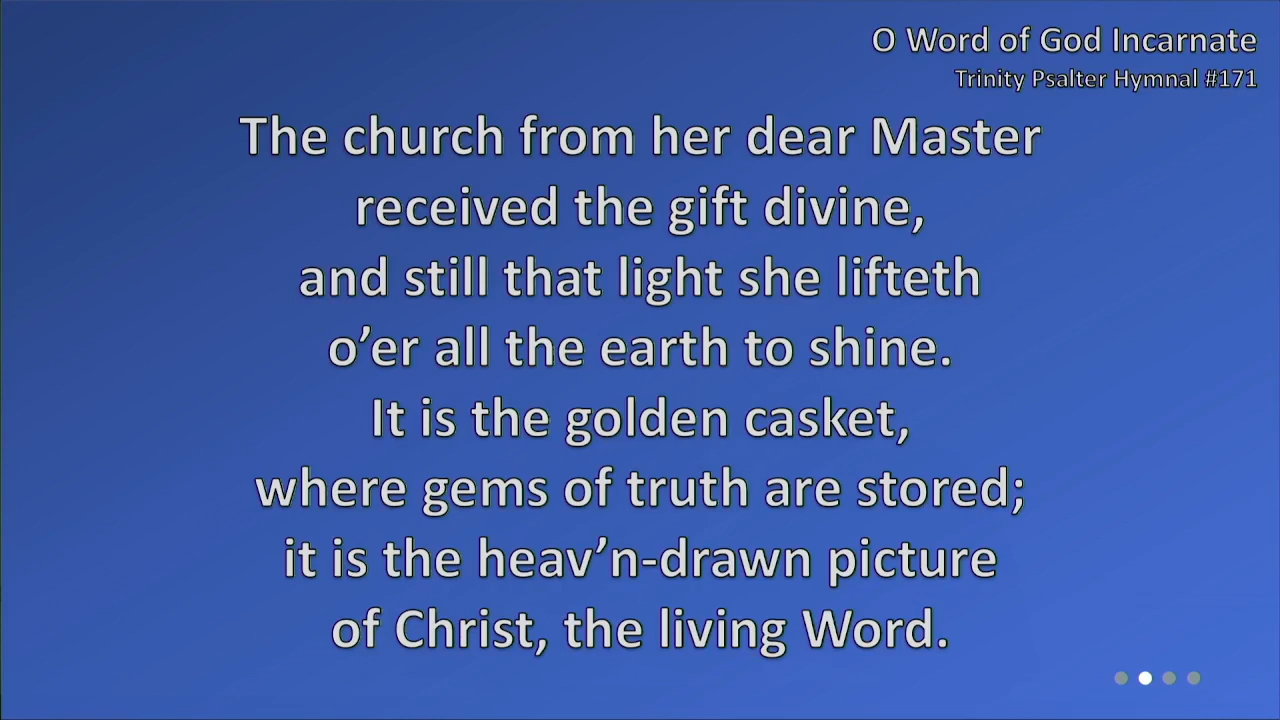 O Word of God Incarnate
Trinity Psalter Hymnal #171
The church from her dear Master
received the gift divine,
and still that light she lifteth
o’er all the earth to shine.
It is the golden casket,
where gems of truth are stored;
it is the heav’n-drawn picture
of Christ, the living Word.